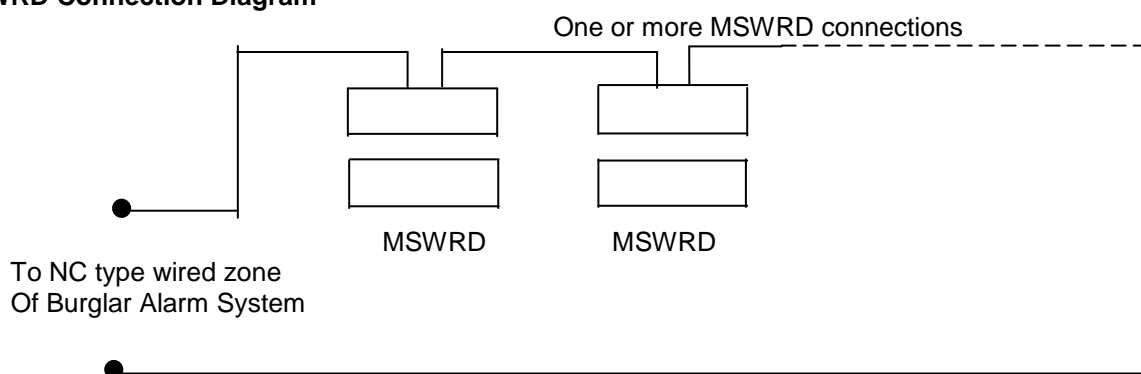 WRD Connection Diagram
One or more MSWRD connections
MSWRD MSWRD
To NC type wired zone
Of Burglar Alarm System